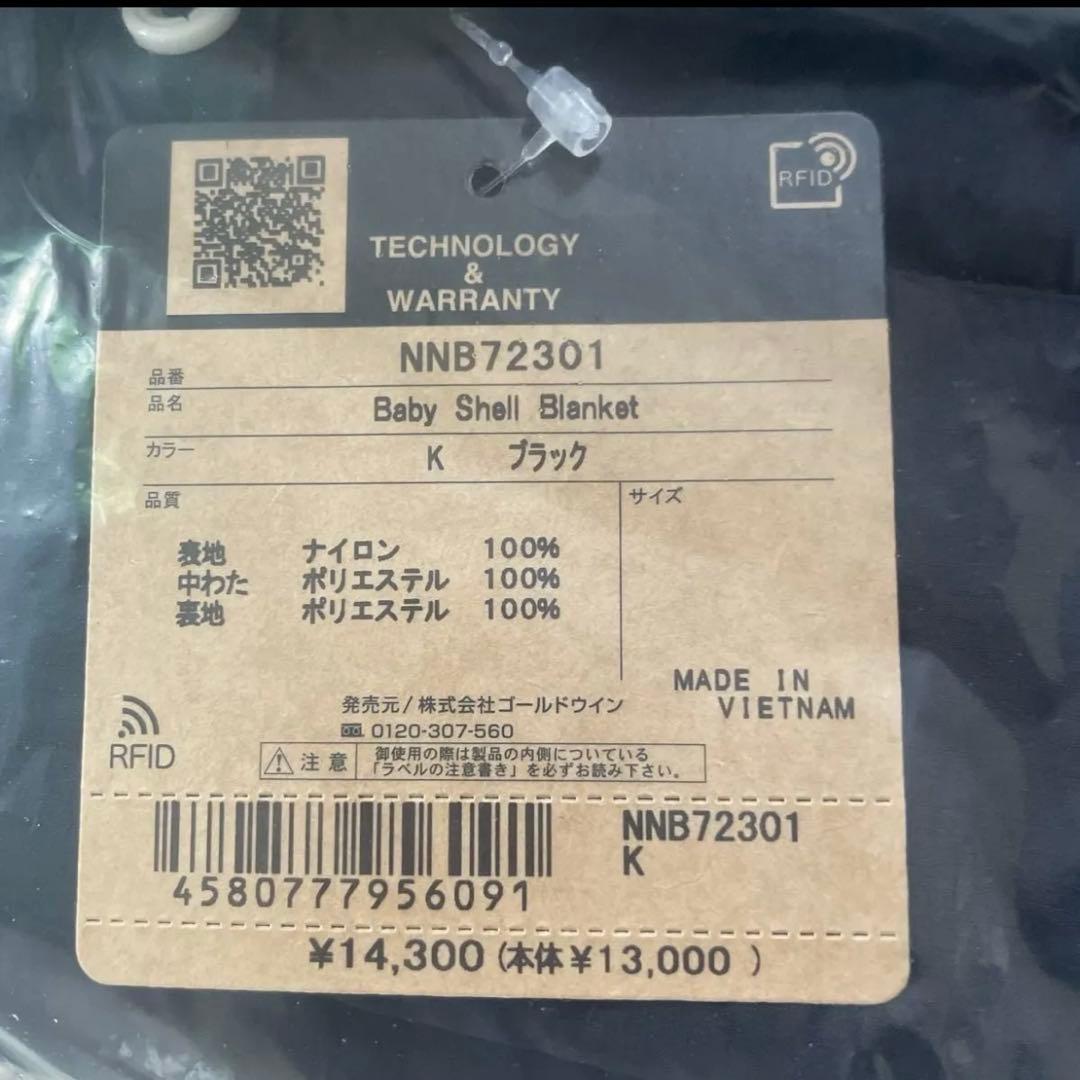 RFID
TECHNOLOGY
&
WARRANTY
品番 NNB72301
品名 Baby Shell Blanket
カラー K ブラック
品質 サイズ
表地 ナイロン 100%
中わた ポリエステル 100%
裏地 ポリエステル 100%
MADE IN
VIETNAM
発売元/株式会社ゴールドウイン
0120-307-560
RFID
注意 御使用の際は製品の内側についている
「ラベルの注意書き」を必ずお読み下さい。
NNB72301
K
4580777956091
¥14,300(本体¥13,000 )